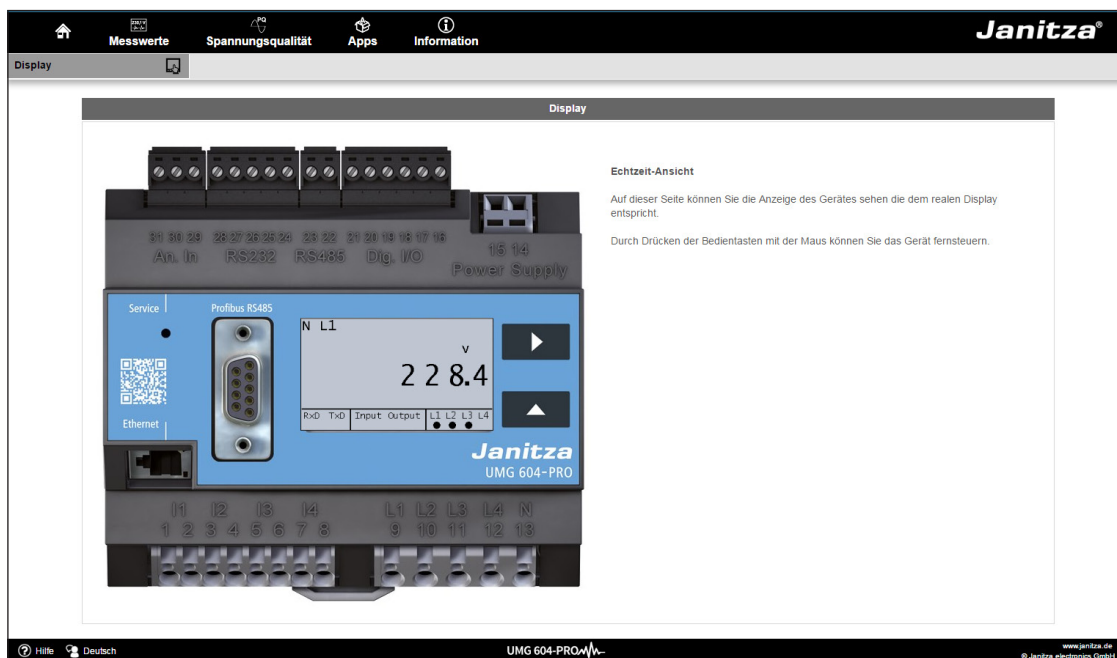 Messwerte
Spannungsqualität
Apps
Information
Janitza®
Display
Display
Echtzeit-Ansicht
Auf dieser Seite können Sie die Anzeige des Gerätes sehen die dem realen Display
entspricht.
Durch Drücken der Bedientasten mit der Maus können Sie das Gerät fernsteuern.
31 30 29 28 27 26 25 24 23 22 21 20 19 18 17 16
An. In RS232 RS485 Dig. I/O
15 14
Power Supply
Service
Profibus RS485
N L1
V
228.4
RxD TxD Input Output L1 L2 L3 L4
Ethernet
Janitza
UMG 604-PRO
I1 I2 I3 I4 L1 L2 L3 L4 N
1 2 3 4 5 6 7 8 9 10 11 12 13
Hilfe
Deutsch
UMG 604-PRO
www.janitza.de
© Janitza electronics GmbH